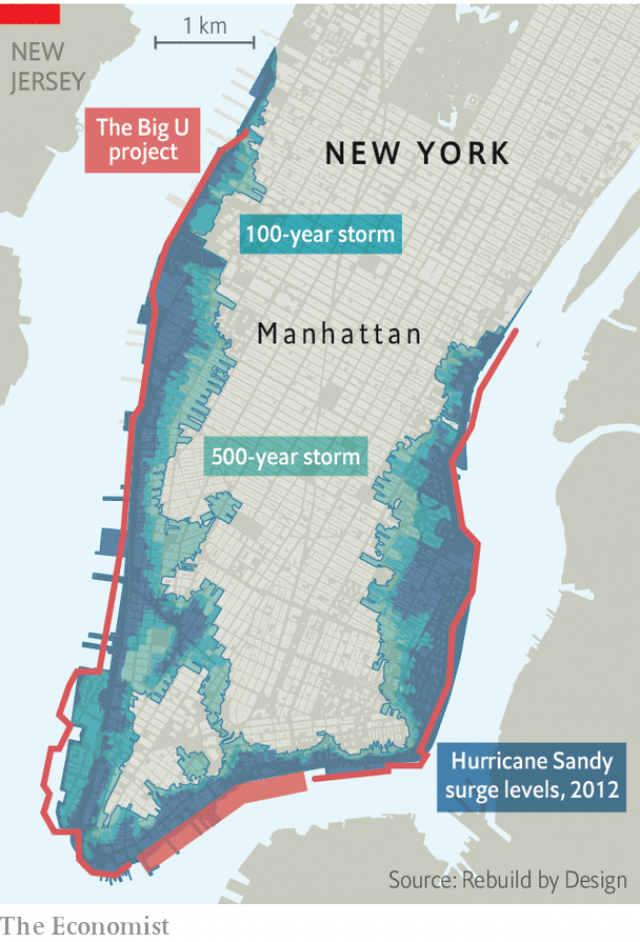 1 km
NEW
JERSEY
The Big U
project
NEW YORK
100-year storm
Manhattan
500-year storm
Hurricane Sandy
surge levels, 2012
Source: Rebuild by Design
The Economist